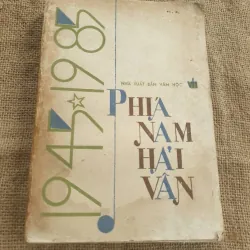 1945☆1985
NHÀ XUẤT BẢN VĂN HỌC
PHÍA
NAM
HẢI
VÂN